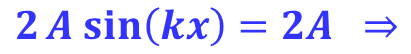 2 A sin(kx) = 2A ⇒